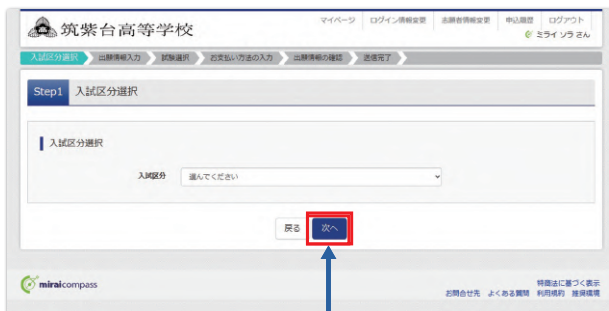 筑紫台高等学校
マイページ ログイン情報変更 志願者情報変更 申込履歴 ログアウト
ミライ ソラ さん
入試区分選択 出願情報入力 試験選択 お支払い方法の入力 出願情報の確認 送信完了
Step1 入試区分選択
入試区分選択
入試区分 選んでください
戻る 次へ
miraicompass
特商法に基づく表示
お問合せ先 よくある質問 利用規約 推奨環境